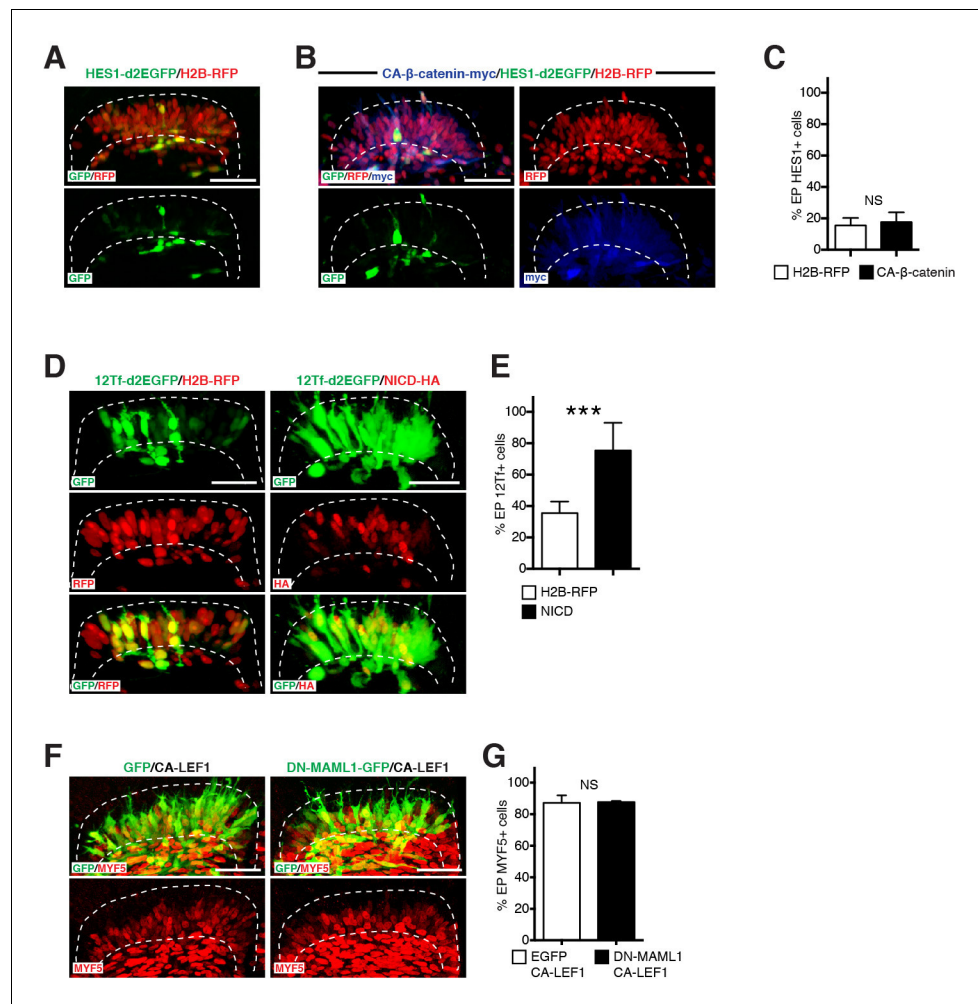 A
HES1-d2EGFP/H2B-RFP
GFP/RFP
GFP
B
CA-β-catenin-myc/HES1-d2EGFP/H2B-RFP
GFP/RFP/myc
RFP
GFP
myc
C
% EP HES1+ cells
100
80
60
40
20
0
NS
H2B-RFP
CA-β-catenin
D
12Tf-d2EGFP/H2B-RFP
12Tf-d2EGFP/NICD-HA
GFP
GFP
RFP
HA
GFP/RFP
GFP/HA
E
% EP 12Tf+ cells
100
80
60
40
20
0
***
H2B-RFP
NICD
F
GFP/CA-LEF1
DN-MAML1-GFP/CA-LEF1
GFP/MYF5
GFP/MYF5
MYF5
MYF5
G
% EP MYF5+ cells
100
80
60
40
20
0
NS
EGFP
CA-LEF1
DN-MAML1
CA-LEF1